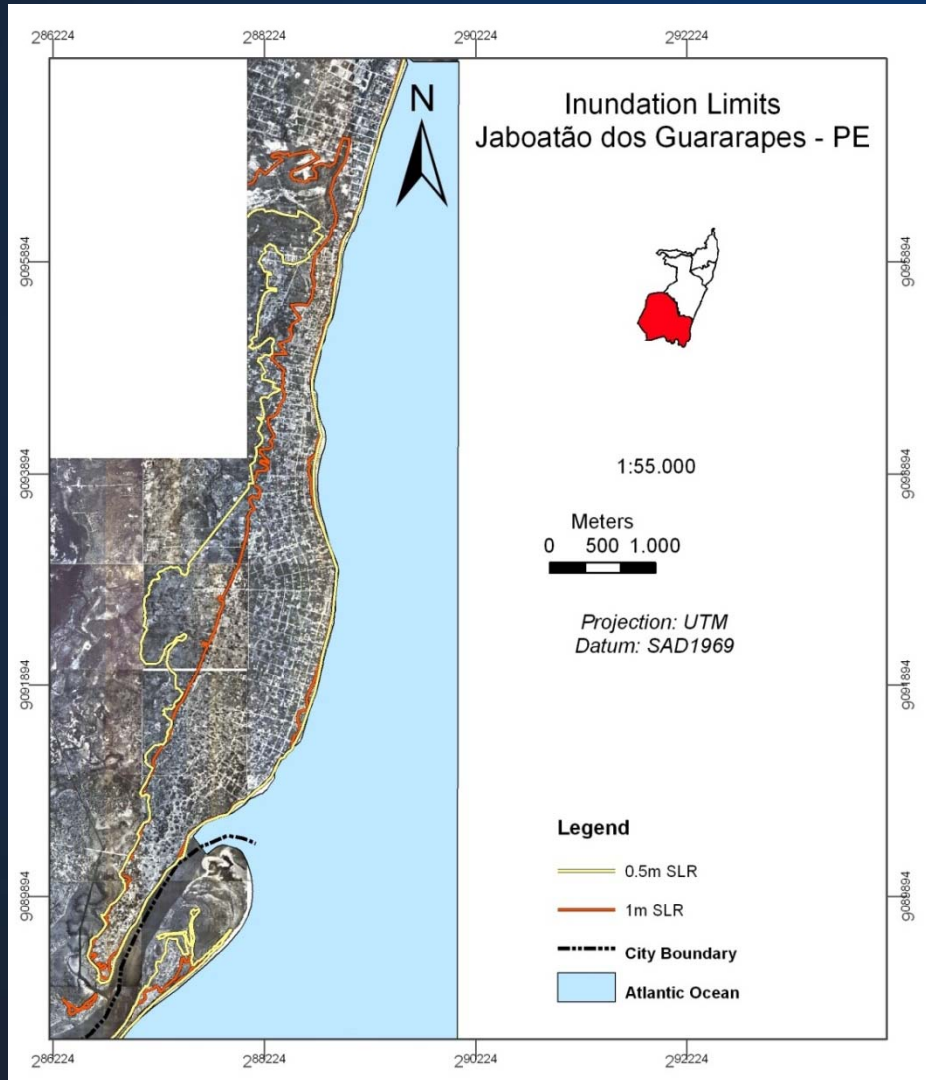 286224
288224
290224
292224
N
Inundation Limits
Jaboatão dos Guararapes - PE
9095894
9095894
1:55.000
9093894
9093894
Meters
0 500 1.000
Projection: UTM
Datum: SAD1969
9091894
9091894
Legend
0.5m SLR
1m SLR
City Boundary
Atlantic Ocean
9089894
9089894
286224
288224
290224
292224